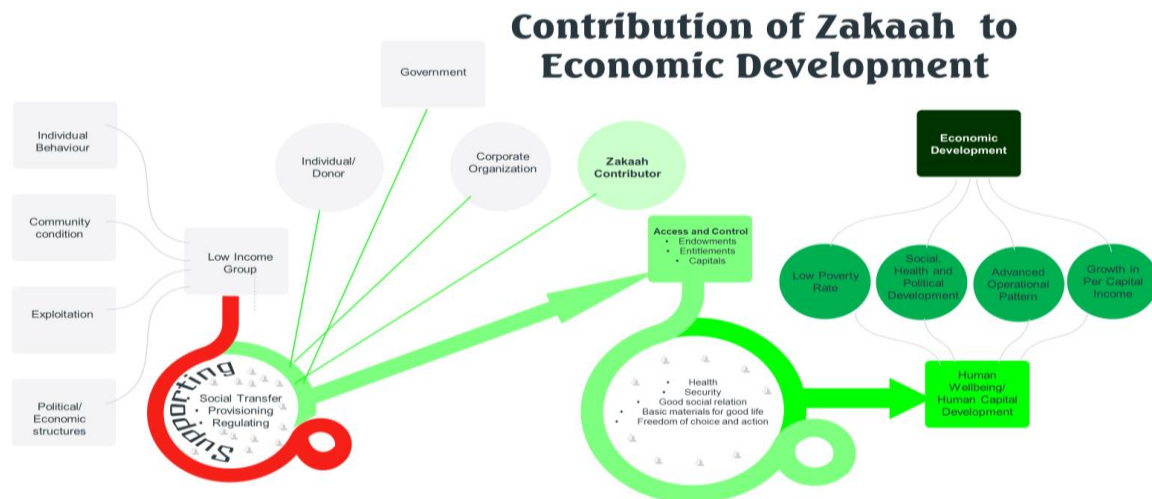 Contribution of Zakaah to
Economic Development
Government
Individual
Behaviour
Individual/
Donor
Corporate
Organization
Zakaah
Contributor
Economic
Development
Community
condition
Low Income
Group
Access and Control
• Endowments
• Entitlements
• Capitals
Low Poverty
Rate
Social,
Health and
Political
Development
Advanced
Operational
Pattern
Growth in
Per Capital
Income
Exploitation
Political/
Economic
structures
Supporting
Social Transfer
• Provisioning
• Regulating
• Health
• Security
• Good social relation
• Basic materials for good life
• Freedom of choice and action
Human
Wellbeing/
Human Capital
Development